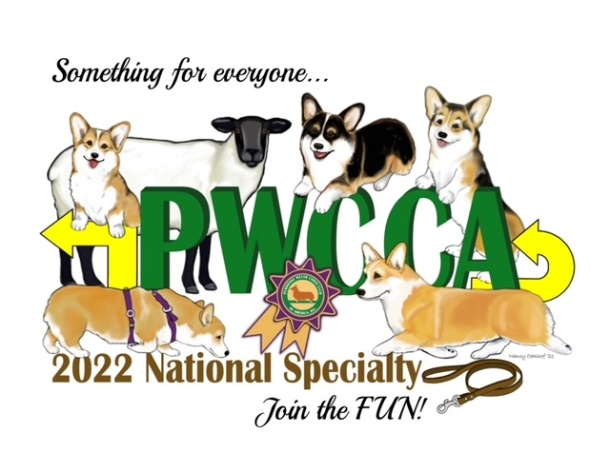 Something for everyone...
PWCCA
2022 National Specialty
Join the FUN!